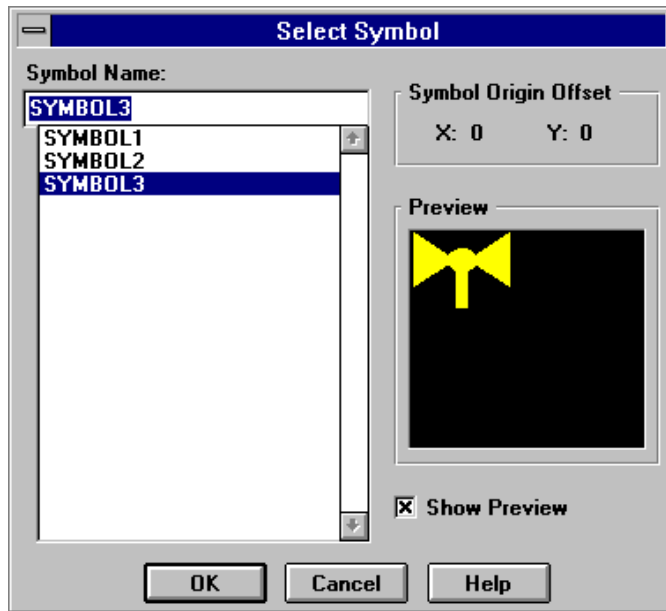 Select Symbol
Symbol Name:
SYMBOL3
SYMBOL1
SYMBOL2
SYMBOL3
Symbol Origin Offset
X: 0 Y: 0
Preview
Show Preview
OK Cancel Help